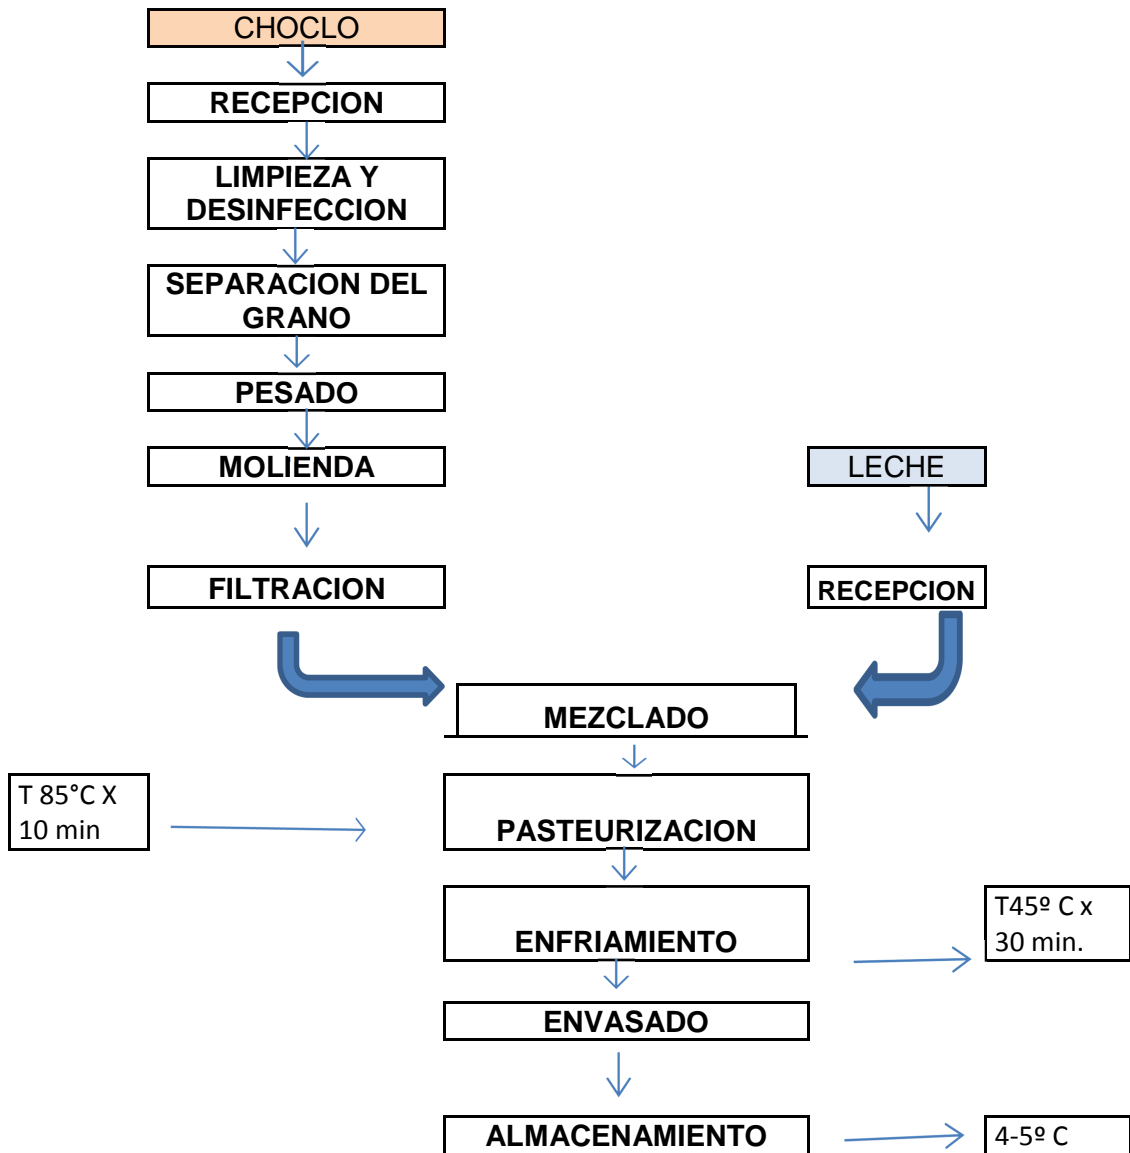 CHOCLO
RECEPCION
LIMPIEZA Y
DESINFECCION
SEPARACION DEL
GRANO
PESADO
MOLIENDA
LECHE
FILTRACION
RECEPCION
MEZCLADO
T 85°C X
10 min
PASTEURIZACION
ENFRIAMIENTO
T45º C x
30 min.
ENVASADO
ALMACENAMIENTO
4-5º C